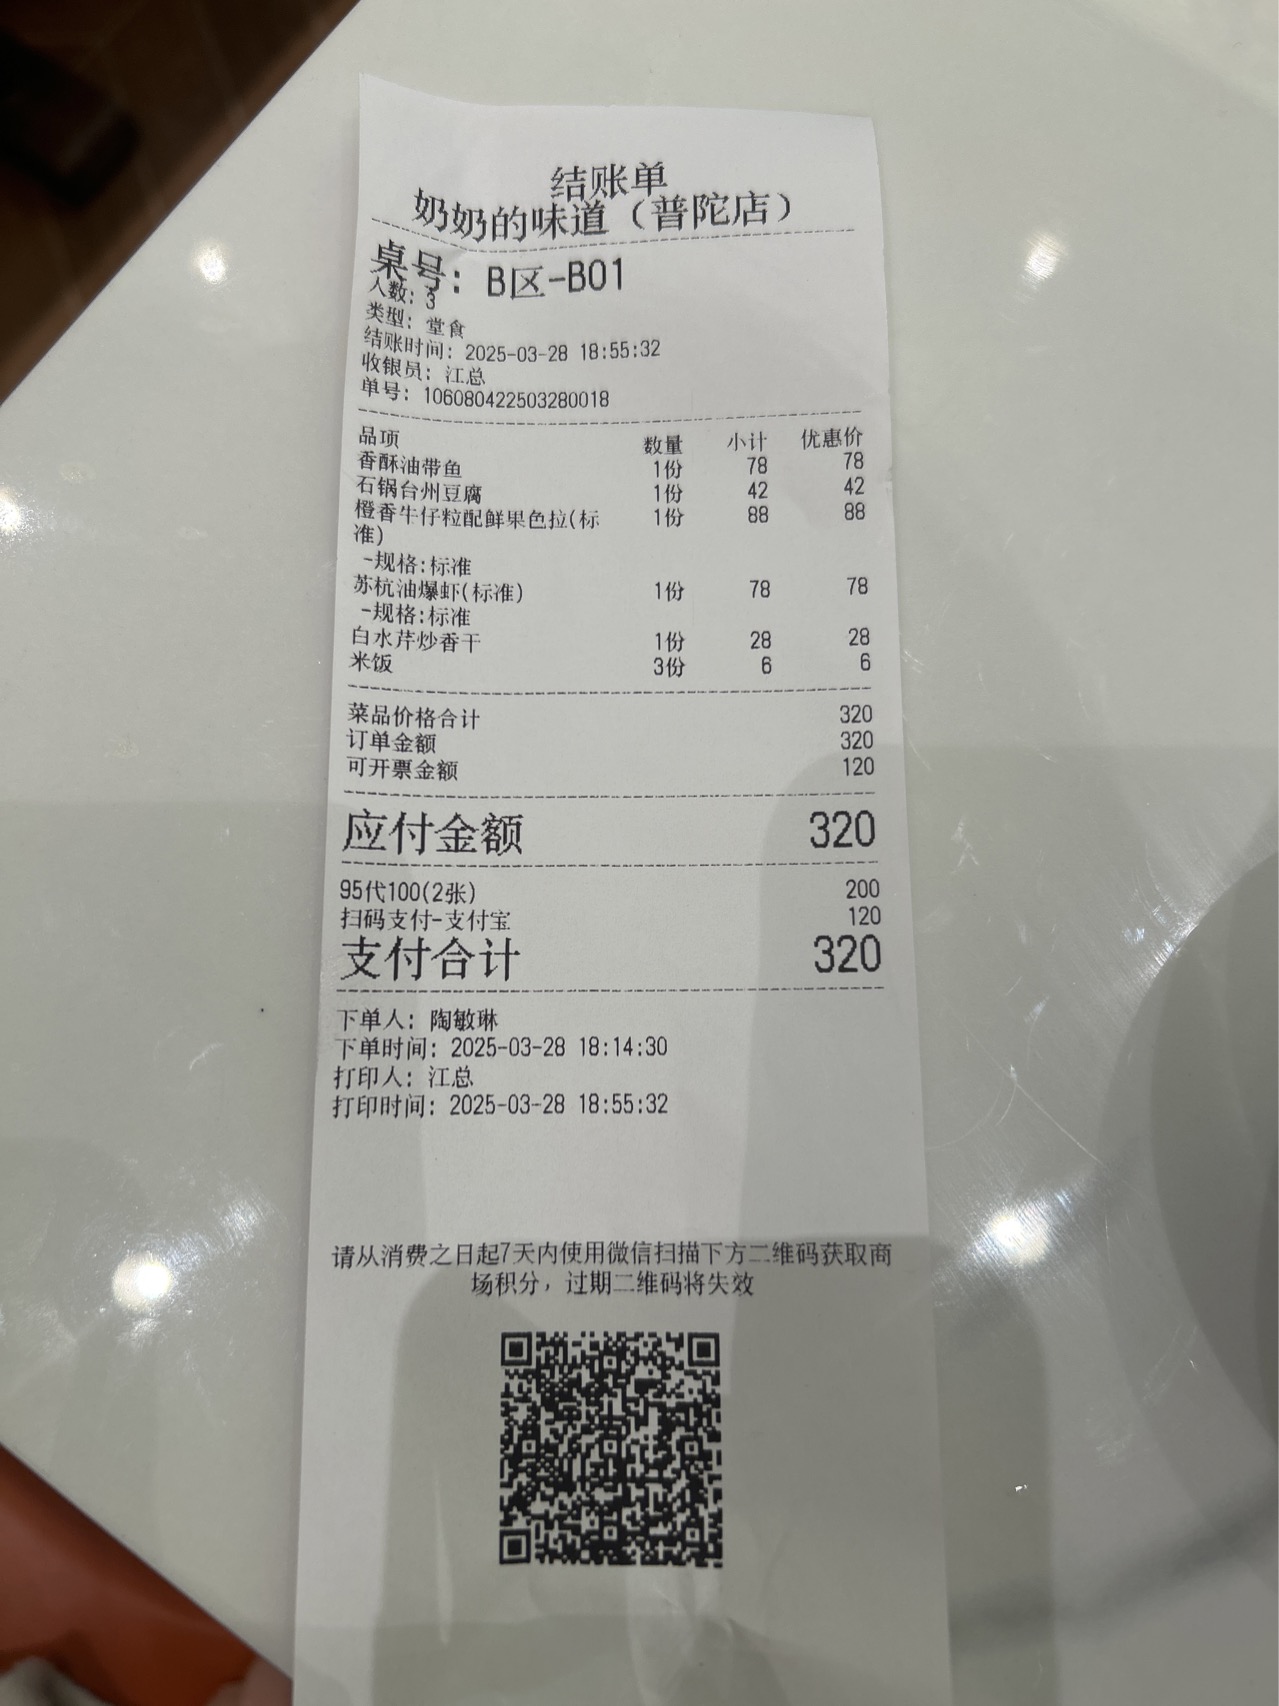 结账单
奶奶的味道（普陀店）
桌号：B区-B01
人数：3
类型：堂食
结账时间：2025-03-28 18:55:32
收银员：江总
单号：106080422503280018
品项 数量 小计 优惠价
香酥油带鱼 1份 78 78
石锅台州豆腐 1份 42 42
橙香牛仔粒配鲜果色拉(标 1份 88 88
准)
-规格:标准
苏杭油爆虾(标准) 1份 78 78
-规格:标准
白水芹炒香干 1份 28 28
米饭 3份 6 6
菜品价格合计 320
订单金额 320
可开票金额 120
应付金额 320
95代100(2张) 200
扫码支付-支付宝 120
支付合计 320
下单人：陶敏琳
下单时间：2025-03-28 18:14:30
打印人：江总
打印时间：2025-03-28 18:55:32
请从消费之日起7天内使用微信扫描下方二维码获取商
场积分，过期二维码将失效